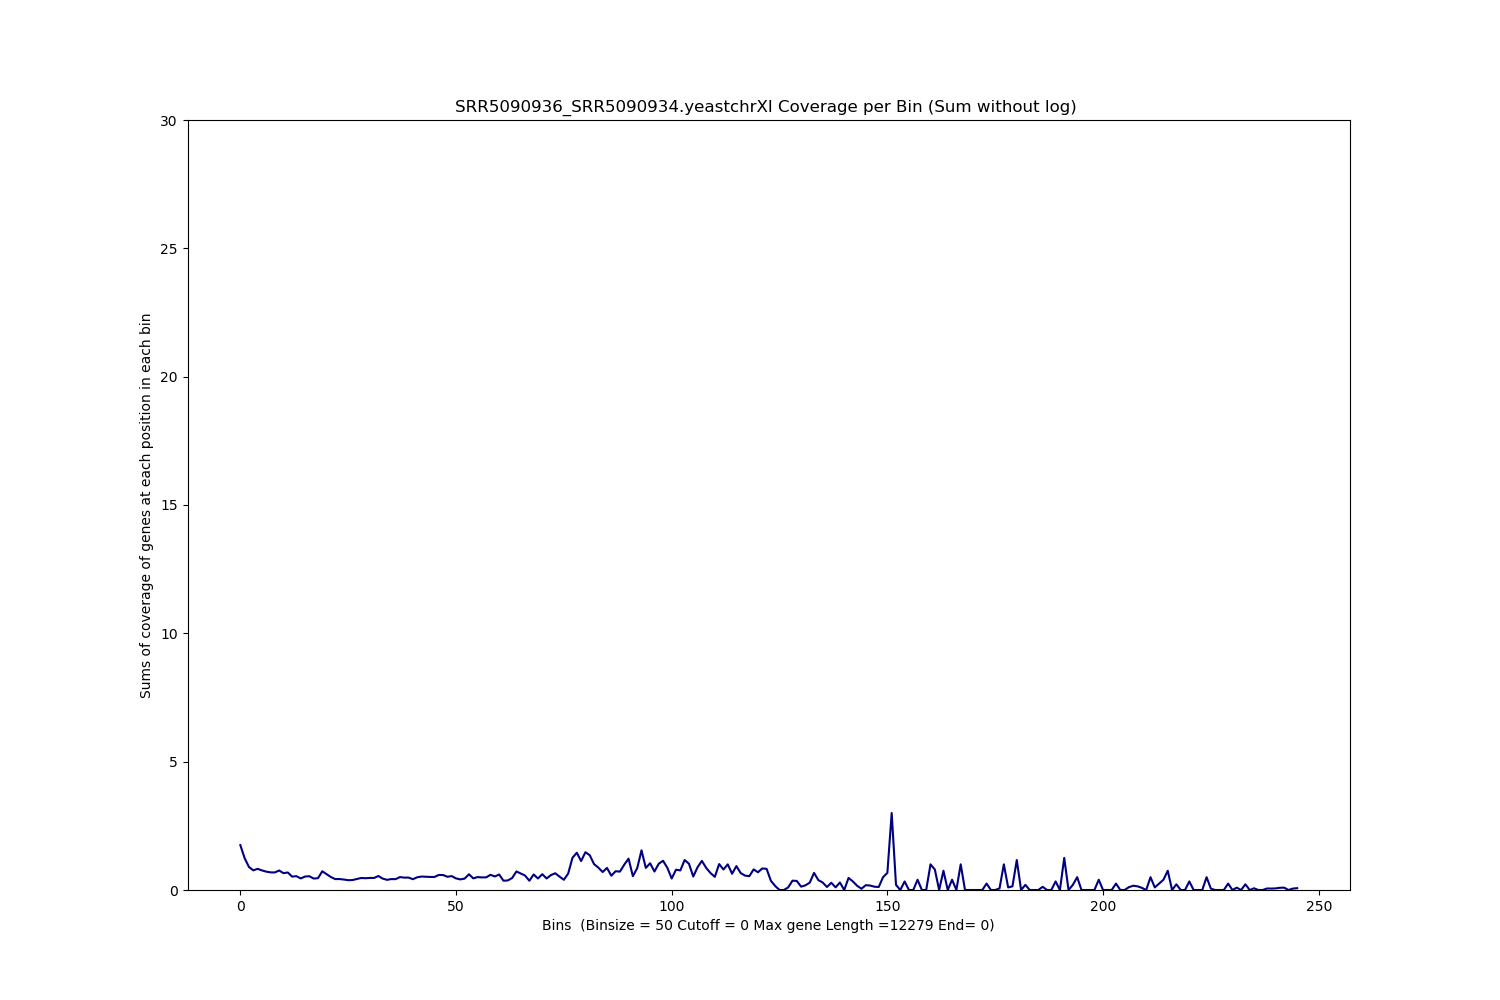 SRR5090936_SRR5090934.yeastchrXI Coverage per Bin (Sum without log)
30
25
20
15
10
5
0
Sums of coverage of genes at each position in each bin
0 50 100 150 200 250
Bins  (Binsize = 50 Cutoff = 0 Max gene Length =12279 End= 0)